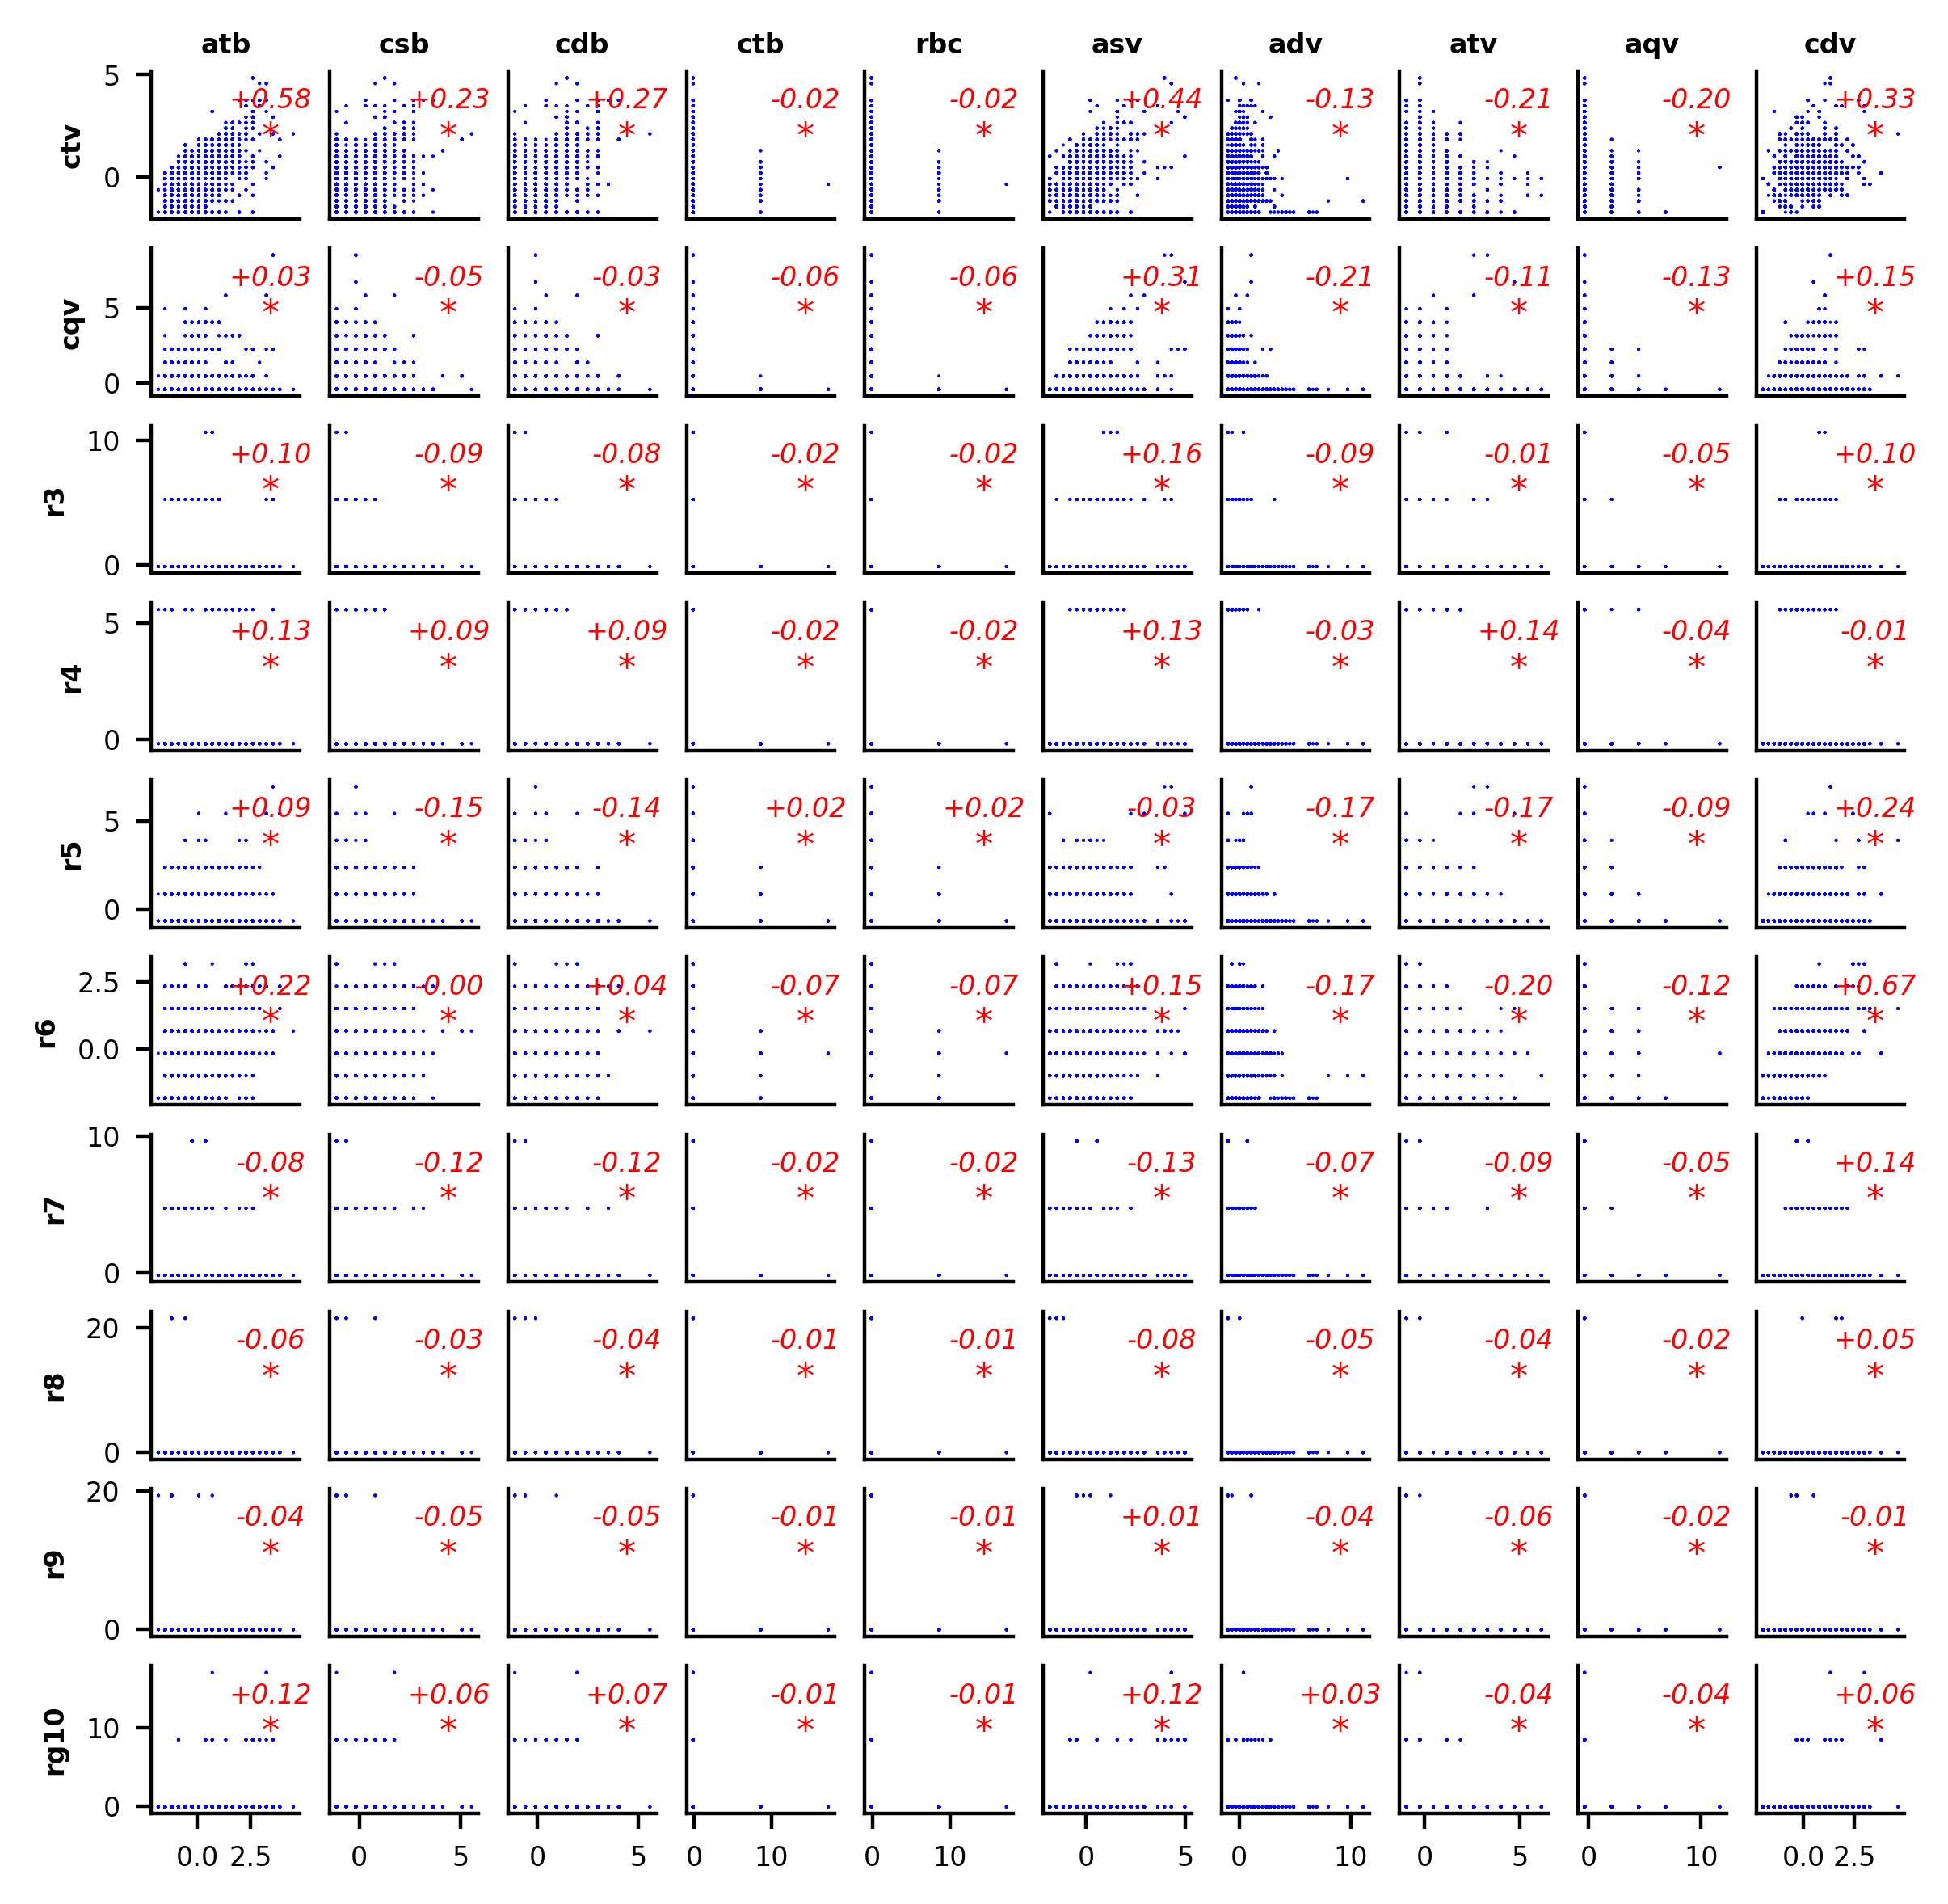 atb csb cdb ctb rbc asv adv atv aqv cdv
5 +0.58 +0.23 +0.27 -0.02 -0.02 +0.44 -0.13 -0.21 -0.20 +0.33
ctv * * * * * * * * * *
0
cqv +0.03 -0.05 -0.03 -0.06 -0.06 +0.31 -0.21 -0.11 -0.13 +0.15
5 * * * * * * * * * *
0
10 +0.10 -0.09 -0.08 -0.02 -0.02 +0.16 -0.09 -0.01 -0.05 +0.10
r3 * * * * * * * * * *
0
5 +0.13 +0.09 +0.09 -0.02 -0.02 +0.13 -0.03 +0.14 -0.04 -0.01
r4 * * * * * * * * * *
0
5 +0.09 -0.15 -0.14 +0.02 +0.02 -0.03 -0.17 -0.17 -0.09 +0.24
r5 * * * * * * * * * *
0
2.5 +0.22 -0.00 +0.04 -0.07 -0.07 +0.15 -0.17 -0.20 -0.12 +0.67
r6 * * * * * * * * * *
0.0
10 -0.08 -0.12 -0.12 -0.02 -0.02 -0.13 -0.07 -0.09 -0.05 +0.14
r7 * * * * * * * * * *
0
20 -0.06 -0.03 -0.04 -0.01 -0.01 -0.08 -0.05 -0.04 -0.02 +0.05
r8 * * * * * * * * * *
0
20 -0.04 -0.05 -0.05 -0.01 -0.01 +0.01 -0.04 -0.06 -0.02 -0.01
r9 * * * * * * * * * *
0
rg10 +0.12 +0.06 +0.07 -0.01 -0.01 +0.12 +0.03 -0.04 -0.04 +0.06
10 * * * * * * * * * *
0
0.0 2.5 0 5 0 5 0 10 0 10 0 5 0 10 0 5 0 10 0.0 2.5